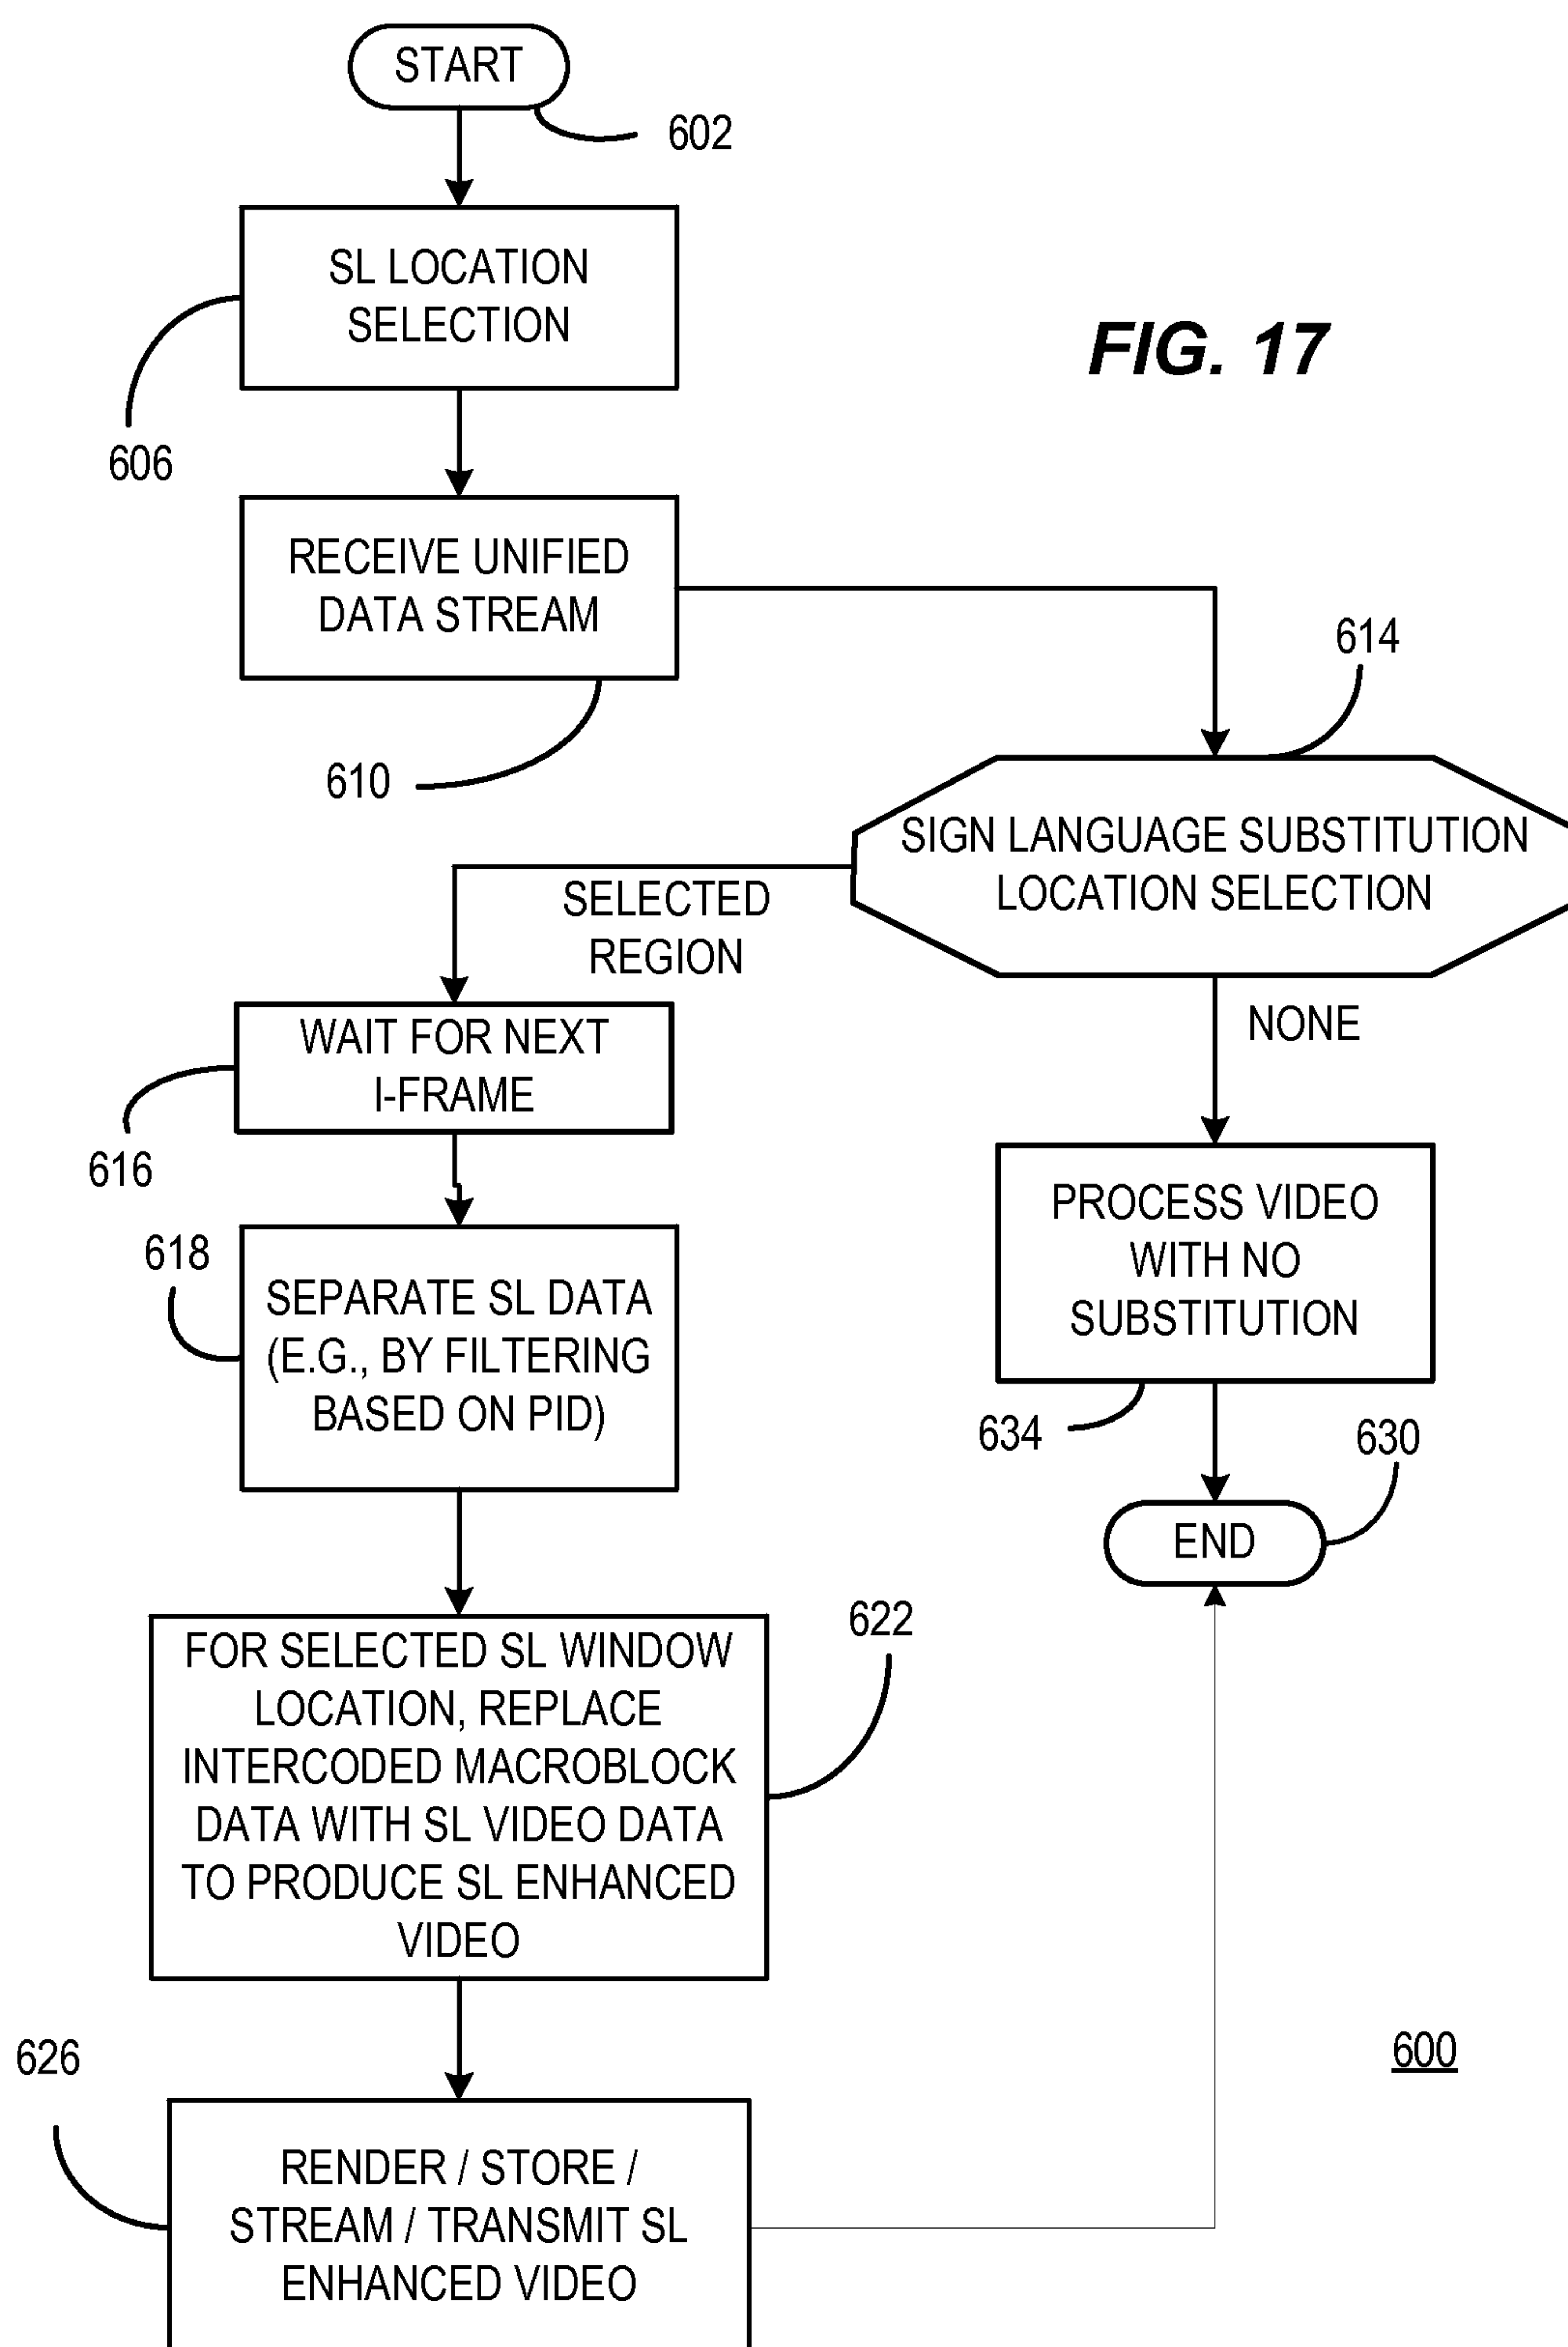 START
602
SL LOCATION
SELECTION
606
FIG. 17
RECEIVE UNIFIED
DATA STREAM
610
614
SIGN LANGUAGE SUBSTITUTION
LOCATION SELECTION
SELECTED
REGION
NONE
WAIT FOR NEXT
I-FRAME
616
618
SEPARATE SL DATA
(E.G., BY FILTERING
BASED ON PID)
PROCESS VIDEO
WITH NO
SUBSTITUTION
634
630
END
FOR SELECTED SL WINDOW
LOCATION, REPLACE
INTERCODED MACROBLOCK
DATA WITH SL VIDEO DATA
TO PRODUCE SL ENHANCED
VIDEO
622
626
RENDER / STORE /
STREAM / TRANSMIT SL
ENHANCED VIDEO
600